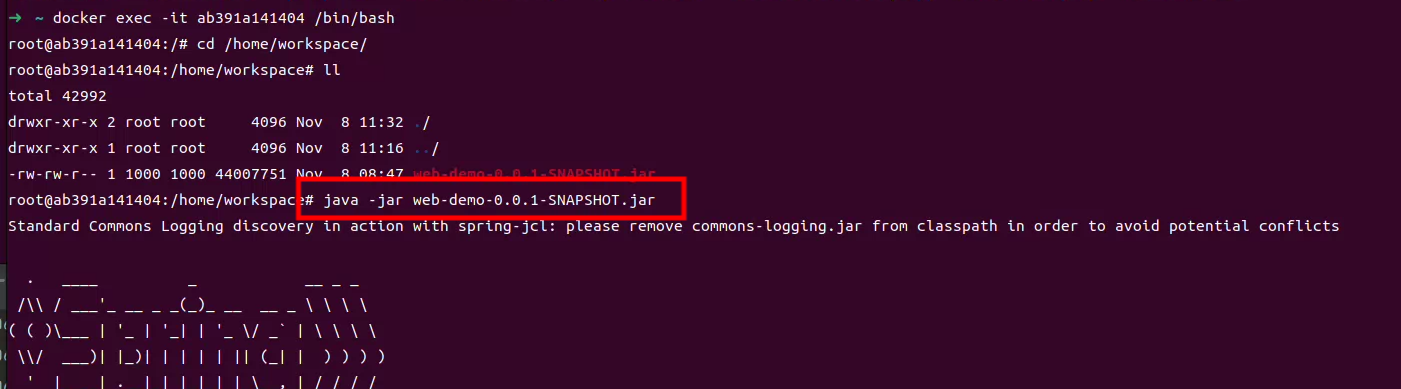 ➜ ~ docker exec -it ab391a141404 /bin/bash
root@ab391a141404:/# cd /home/workspace/
root@ab391a141404:/home/workspace# ll
total 42992
drwxr-xr-x 2 root root     4096 Nov  8 11:32 ./
drwxr-xr-x 1 root root     4096 Nov  8 11:16 ../
-rw-rw-r-- 1 1000 1000 44007751 Nov  8 08:47 web-demo-0.0.1-SNAPSHOT.jar
root@ab391a141404:/home/workspace# java -jar web-demo-0.0.1-SNAPSHOT.jar
Standard Commons Logging discovery in action with spring-jcl: please remove commons-logging.jar from classpath in order to avoid potential conflicts
  .   ____          _            __ _ _
 /\\ / ___'_ __ _ _(_)_ __  __ _ \ \ \ \
( ( )\___ | '_ | '_| | '_ \/ _` | \ \ \ \
 \\/  ___)| |_)| | | | | || (_| |  ) ) ) )
  '  |____| .__|_| |_|_| |_\__, | / / / /